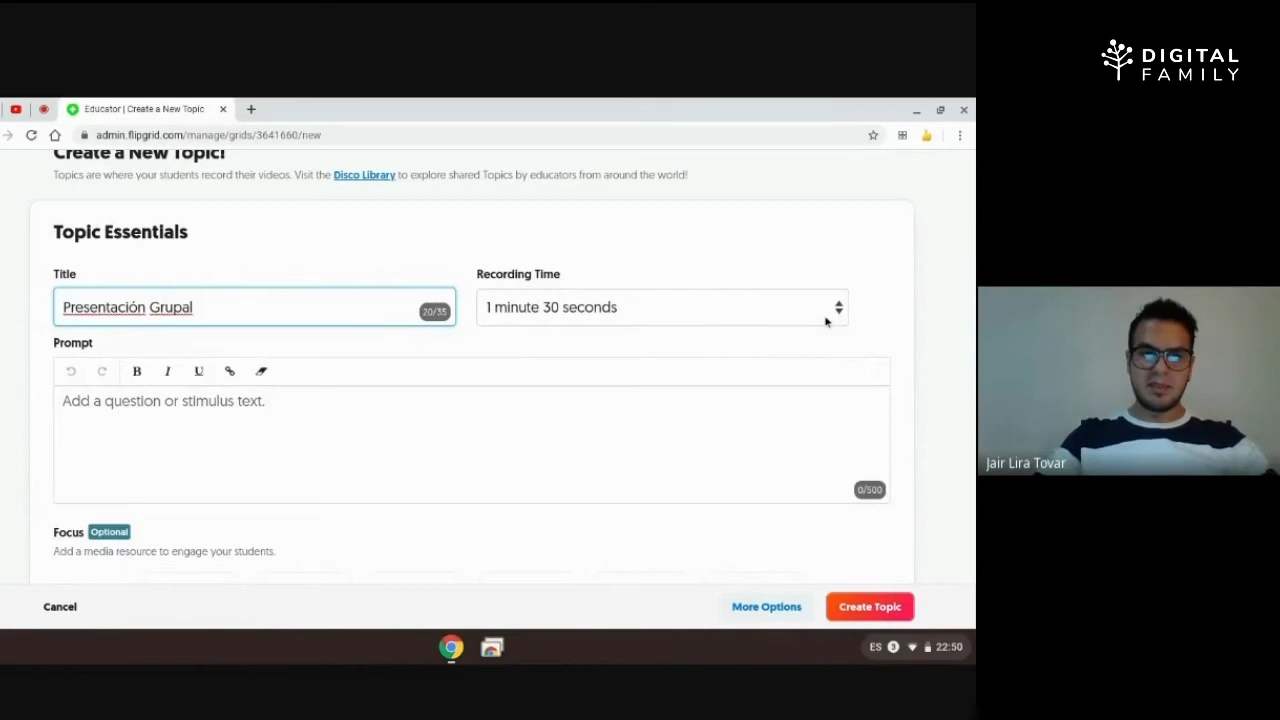 DIGITAL
FAMILY
Educator | Create a New Topic
admin.flipgrid.com/manage/grids/3641660/new
Create a New Topic!
Topics are where your students record their videos. Visit the Disco Library to explore shared Topics by educators from around the world!
Topic Essentials
Title
Recording Time
Presentación Grupal
20/35
1 minute 30 seconds
Prompt
B I U
Add a question or stimulus text.
0/500
Focus Optional
Add a media resource to engage your students.
Cancel
More Options
Create Topic
ES 3 22:50
Jair Lira Tovar